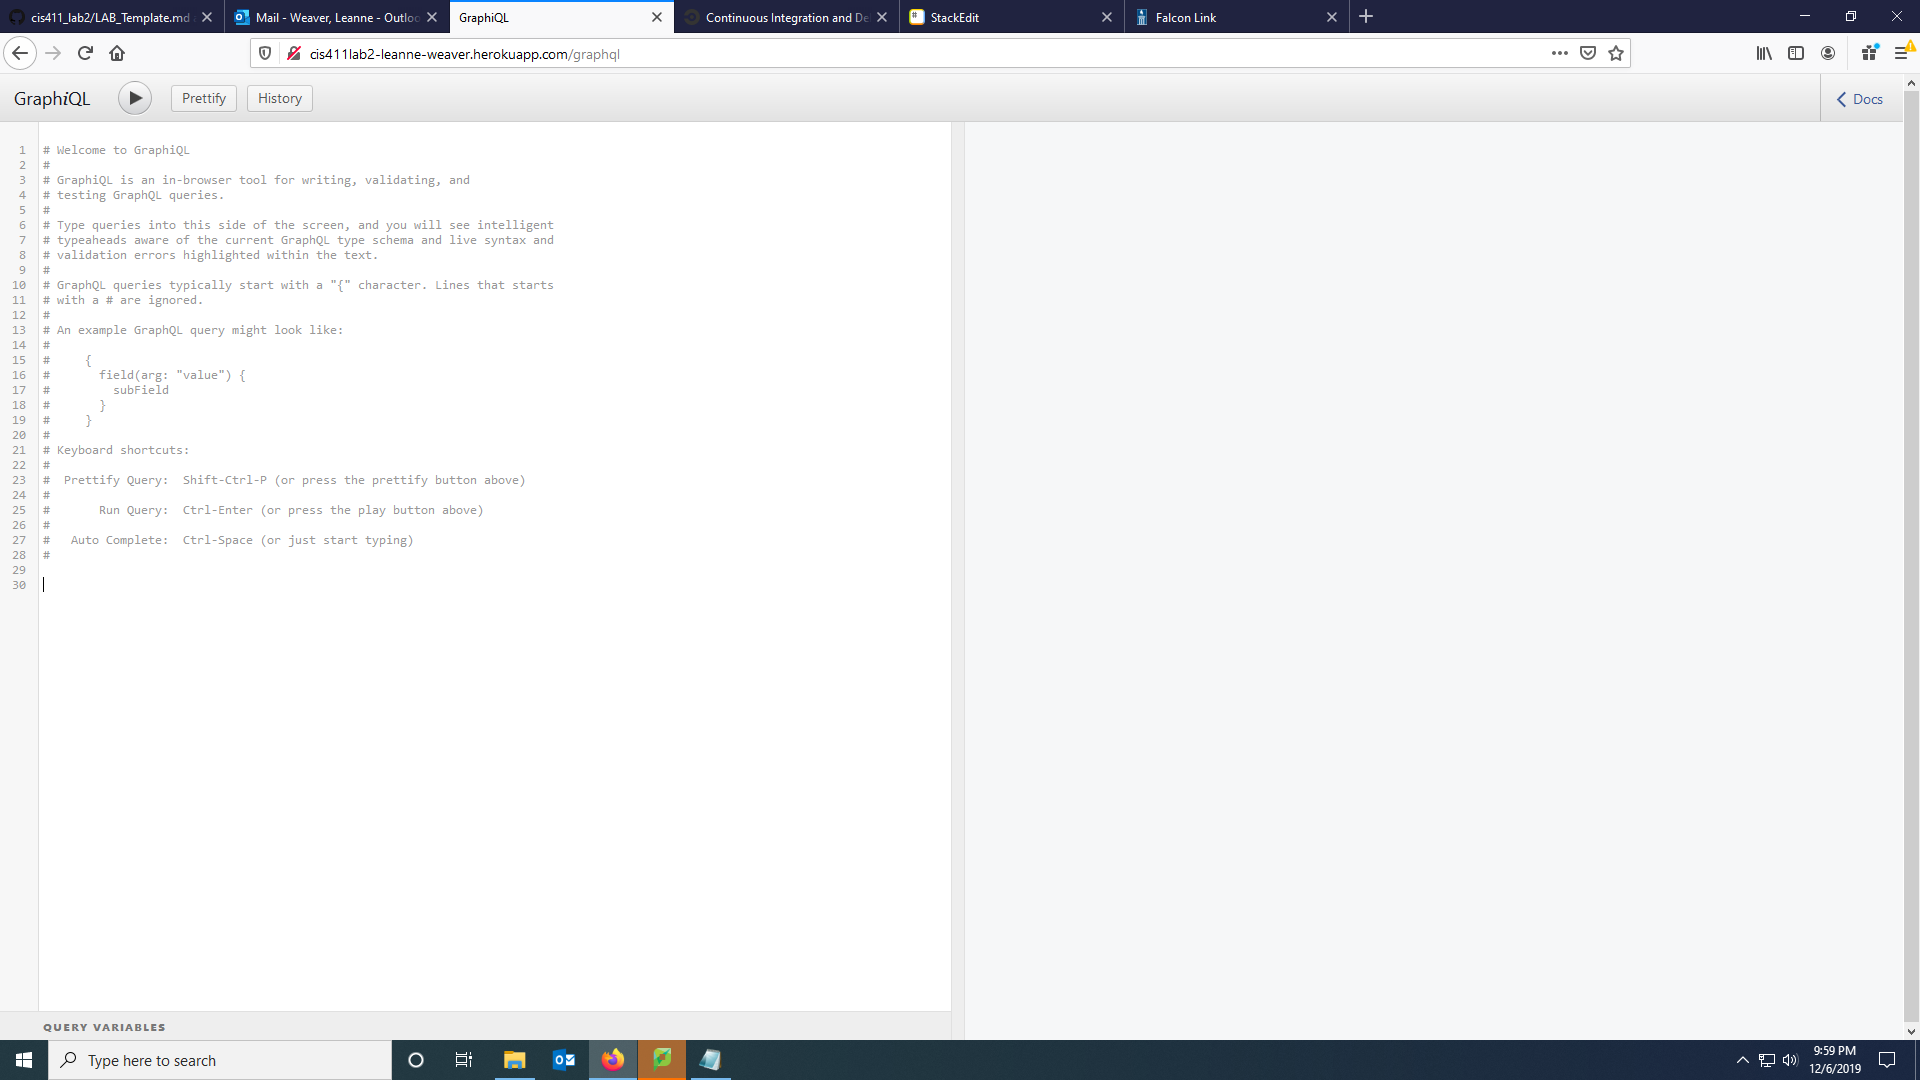 cis411_lab2/LAB_Template.md
Mail - Weaver, Leanne - Outloo
GraphiQL
Continuous Integration and De
StackEdit
Falcon Link
cis411lab2-leanne-weaver.herokuapp.com/graphql
GraphiQL
Prettify
History
Docs
1 # Welcome to GraphiQL
2 #
3 # GraphiQL is an in-browser tool for writing, validating, and
4 # testing GraphQL queries.
5 #
6 # Type queries into this side of the screen, and you will see intelligent
7 # typeaheads aware of the current GraphQL type schema and live syntax and
8 # validation errors highlighted within the text.
9 #
10 # GraphQL queries typically start with a "{" character. Lines that starts
11 # with a # are ignored.
12 #
13 # An example GraphQL query might look like:
14 #
15 #     {
16 #       field(arg: "value") {
17 #         subField
18 #       }
19 #     }
20 #
21 # Keyboard shortcuts:
22 #
23 #  Prettify Query:  Shift-Ctrl-P (or press the prettify button above)
24 #
25 #       Run Query:  Ctrl-Enter (or press the play button above)
26 #
27 #   Auto Complete:  Ctrl-Space (or just start typing)
28 #
29
30
QUERY VARIABLES
Type here to search
9:59 PM
12/6/2019